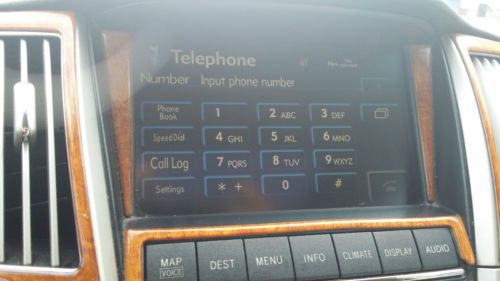 Telephone
Number Input phone number
Phone Book 1 2 ABC 3 DEF
Speed Dial 4 GHI 5 JKL 6 MNO
Call Log 7 PQRS 8 TUV 9 WXYZ
Settings * + 0 #
MAP VOICE DEST MENU INFO CLIMATE DISPLAY AUDIO